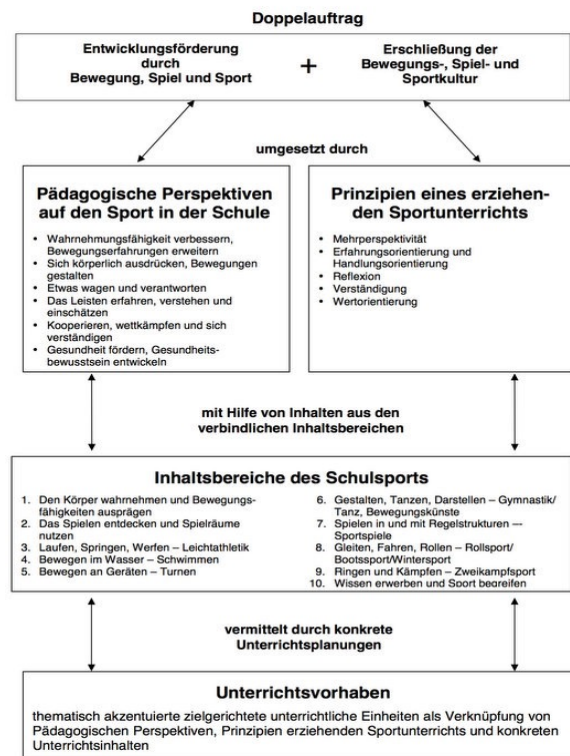 Doppelauftrag
Entwicklungsförderung
durch
Bewegung, Spiel und Sport
+
Erschließung der
Bewegungs-, Spiel- und
Sportkultur
umgesetzt durch
Pädagogische Perspektiven
auf den Sport in der Schule
• Wahrnehmungsfähigkeit verbessern,
Bewegungserfahrungen erweitern
• Sich körperlich ausdrücken, Bewegungen
gestalten
• Etwas wagen und verantworten
• Das Leisten erfahren, verstehen und
einschätzen
• Kooperieren, wettkämpfen und sich
verständigen
• Gesundheit fördern, Gesundheits-
bewusstsein entwickeln
Prinzipien eines erziehen-
den Sportunterrichts
• Mehrperspektivität
• Erfahrungsorientierung und
Handlungsorientierung
• Reflexion
• Verständigung
• Wertorientierung
mit Hilfe von Inhalten aus den
verbindlichen Inhaltsbereichen
Inhaltsbereiche des Schulsports
1. Den Körper wahrnehmen und Bewegungs-
fähigkeiten ausprägen
2. Das Spielen entdecken und Spielräume
nutzen
3. Laufen, Springen, Werfen – Leichtathletik
4. Bewegen im Wasser – Schwimmen
5. Bewegen an Geräten – Turnen
6. Gestalten, Tanzen, Darstellen – Gymnastik/
Tanz, Bewegungskünste
7. Spielen in und mit Regelstrukturen –-
Sportspiele
8. Gleiten, Fahren, Rollen – Rollsport/
Bootssport/Wintersport
9. Ringen und Kämpfen – Zweikampfsport
10. Wissen erwerben und Sport begreifen
vermittelt durch konkrete
Unterrichtsplanungen
Unterrichtsvorhaben
thematisch akzentuierte zielgerichtete unterrichtliche Einheiten als Verknüpfung von
Pädagogischen Perspektiven, Prinzipien erziehenden Sportunterrichts und konkreten
Unterrichtsinhalten